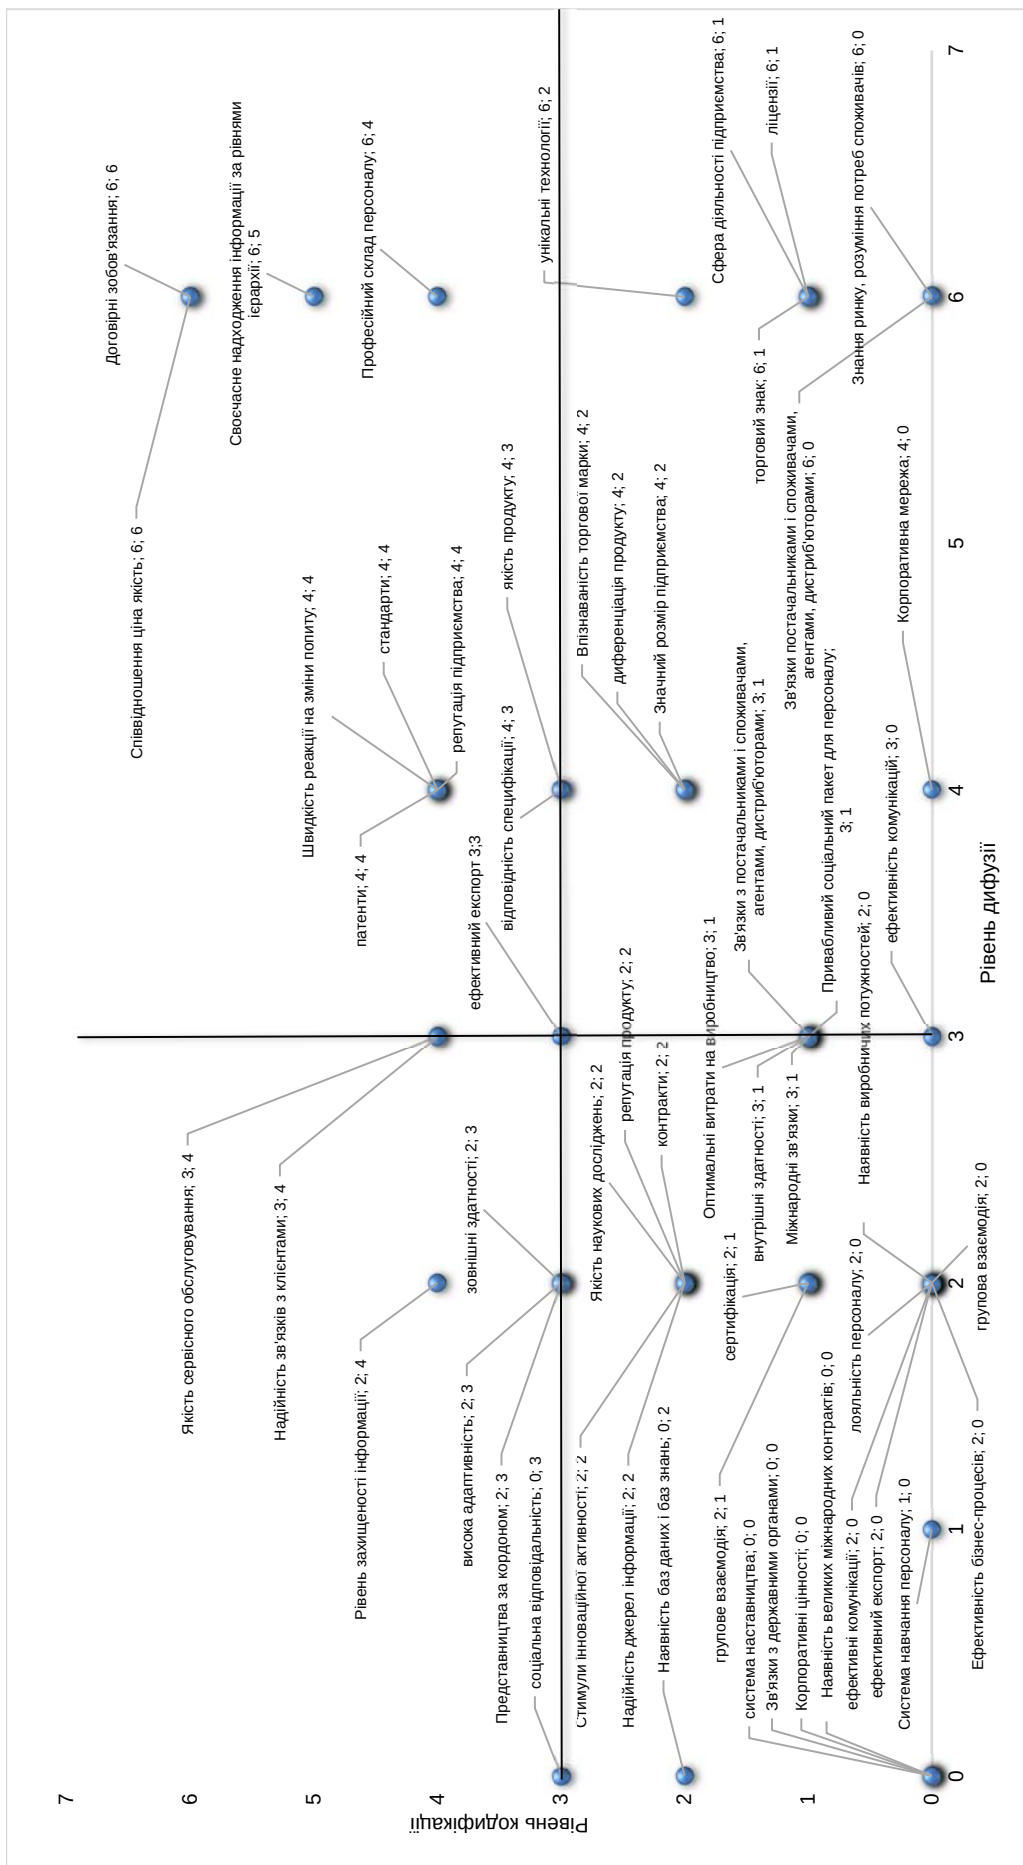 Договірні зобов'язання; 6; 6
Співвідношення ціна якість; 6; 6
Своєчасне надходження інформації за рівнями
ієрархії; 6; 5
Професійний склад персоналу; 6; 4
Якість сервісного обслуговування; 3; 4
Надійність зв'язків з клієнтами; 3; 4
Швидкість реакції на зміни попиту; 4; 4
патенти; 4; 4
стандарти; 4; 4
репутація підприємства; 4; 4
Рівень захищеності інформації; 2; 4
зовнішні здатності; 2; 3
ефективний експорт 3;3
якість продукту; 4; 3
відповідність специфікації; 4; 3
висока адаптивність; 2; 3
Представництва за кордоном; 2; 3
соціальна відповідальність; 0; 3
унікальні технології; 6; 2
Впізнаваність торгової марки; 4; 2
диференціація продукту; 4; 2
Значний розмір підприємства; 4; 2
Якість наукових досліджень; 2; 2
репутація продукту; 2; 2
контракти; 2; 2
Стимули інноваційної активності; 2; 2
Надійність джерел інформації; 2; 2
Наявність баз даних і баз знань; 0; 2
Сфера діяльності підприємства; 6; 1
ліцензії; 6; 1
торговий знак; 6; 1
Оптимальні витрати на виробництво; 3; 1
Зв'язки з постачальниками і споживачами,
агентами, дистриб'юторами; 3; 1
внутрішні здатності; 3; 1
Міжнародні зв'язки; 3; 1
Привабливий соціальний пакет для персоналу;
3; 1
сертифікація; 2; 1
групове взаємодія; 2; 1
Знання ринку, розуміння потреб споживачів; 6; 0
Зв'язки постачальниками і споживачами,
агентами, дистриб'юторами; 6; 0
Корпоративна мережа; 4; 0
ефективність комунікацій; 3; 0
Наявність виробничих потужностей; 2; 0
лояльність персоналу; 2; 0
групова взаємодія; 2; 0
система наставництва; 0; 0
Зв'язки з державними органами; 0; 0
Корпоративні цінності; 0; 0
Наявність великих міжнародних контрактів; 0; 0
ефективні комунікації; 2; 0
ефективний експорт; 2; 0
Система навчання персоналу; 1; 0
Ефективність бізнес-процесів; 2; 0
7
6
5
4
3
2
1
0
Рівень кодифікації
0
1
2
3
4
5
6
7
Рівень дифузії